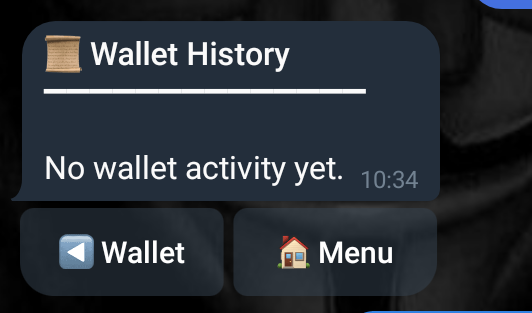 📜 Wallet History
━━━━━━━━━━━━━━
No wallet activity yet. 10:34
◀️ Wallet
🏠 Menu